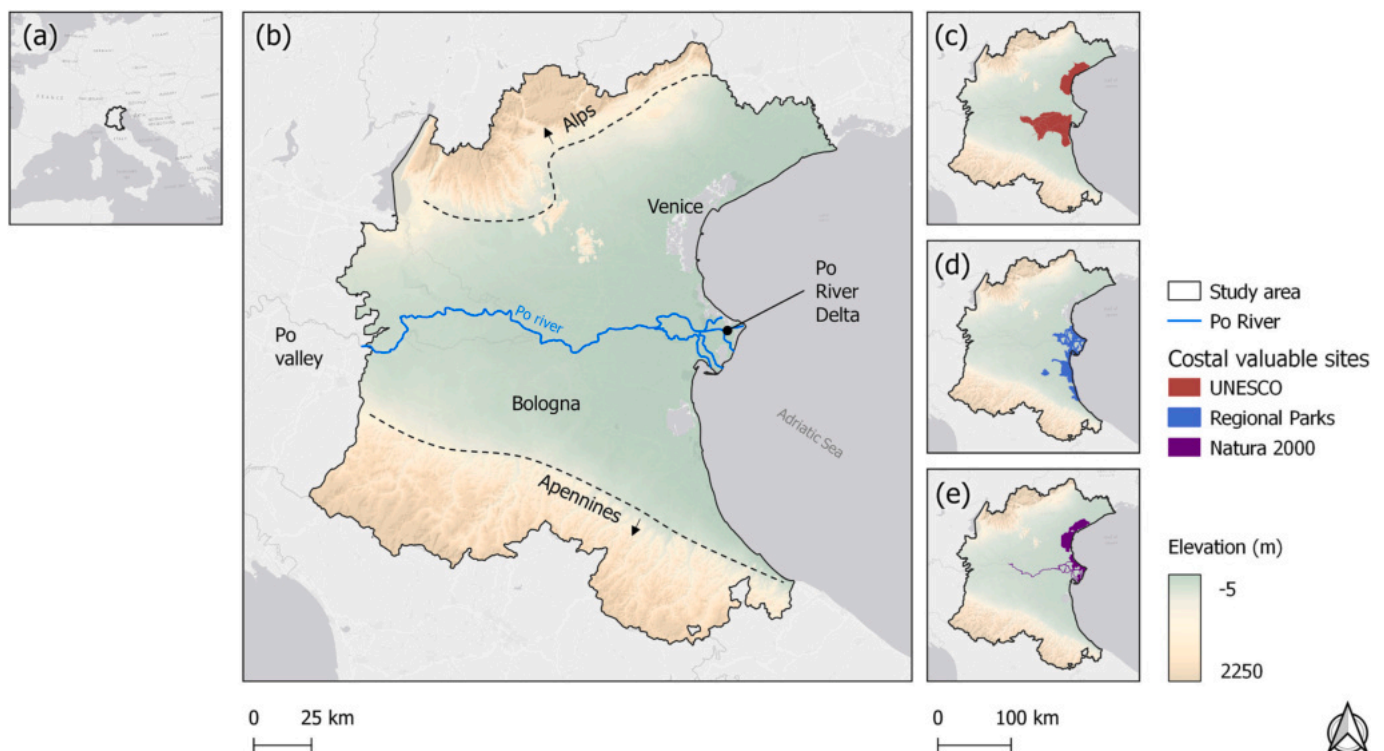 (a)
FRANCE
(b)
Alps
Venice
Po
River
Delta
Po river
Po
valley
Bologna
Adriatic Sea
Apennines
0 25 km
(c)
(d)
(e)
0 100 km
Study area
Po River
Costal valuable sites
UNESCO
Regional Parks
Natura 2000
Elevation (m)
-5
2250